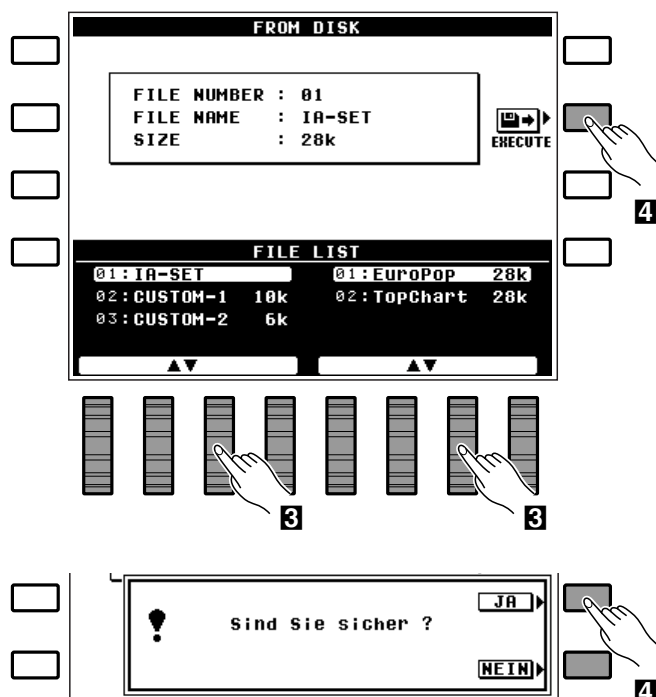 FROM DISK
FILE NUMBER : 01
FILE NAME : IA-SET
SIZE : 28k
EXECUTE
4
FILE LIST
01:IA-SET 01:EuroPop 28k
02:CUSTOM-1 10k 02:TopChart 28k
03:CUSTOM-2 6k
▲▼ ▲▼
3 3
JA
Sind Sie sicher ?
NEIN
4